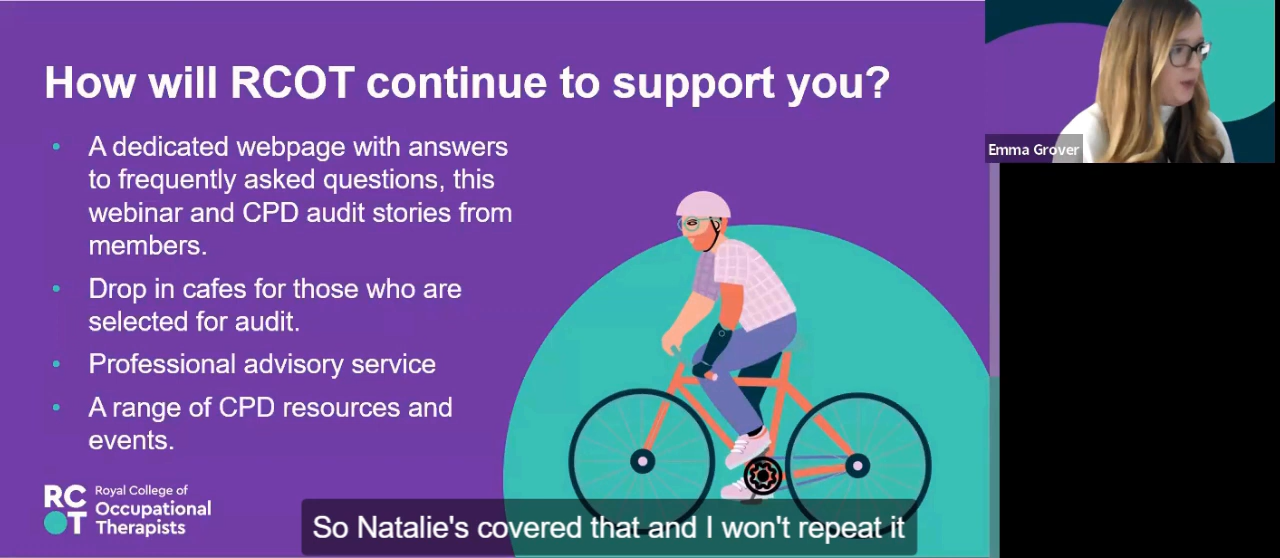 How will RCOT continue to support you?
• A dedicated webpage with answers
to frequently asked questions, this
webinar and CPD audit stories from
members.
• Drop in cafes for those who are
selected for audit.
• Professional advisory service
• A range of CPD resources and
events.
Emma Grover
RC
OT
Royal College of
Occupational
Therapists
So Natalie's covered that and I won't repeat it